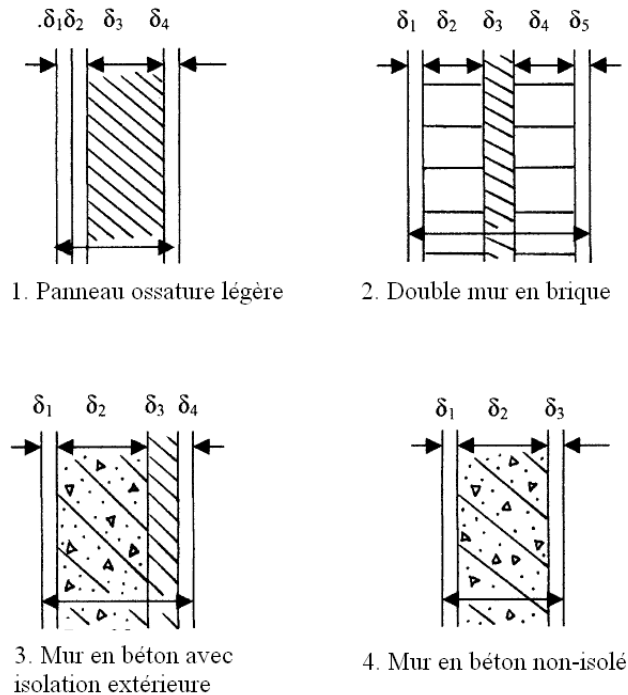 .δ1δ2 δ3 δ4
δ1 δ2 δ3 δ4 δ5
1. Panneau ossature légère
2. Double mur en brique
δ1 δ2 δ3 δ4
δ1 δ2 δ3
3. Mur en béton avec
isolation extérieure
4. Mur en béton non-isolé